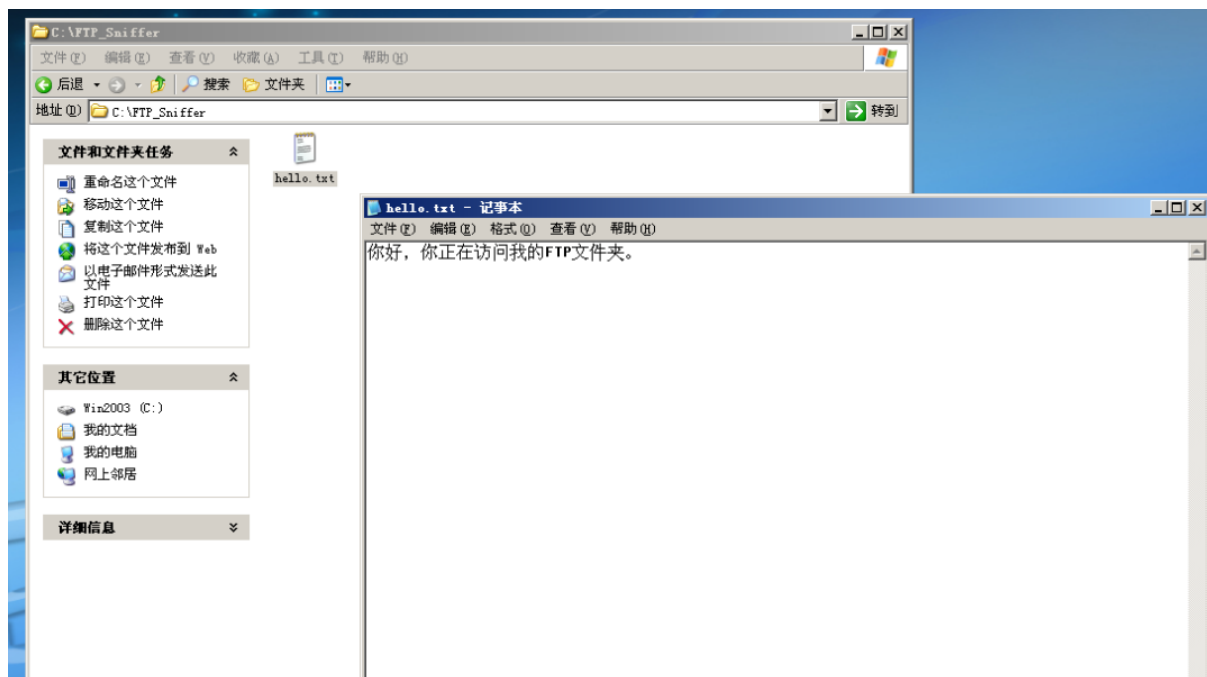 C:\FTP_Sniffer
文件(F) 编辑(E) 查看(V) 收藏(A) 工具(T) 帮助(H)
后退 搜索 文件夹
地址(D) C:\FTP_Sniffer 转到
文件和文件夹任务
重命名这个文件
移动这个文件
复制这个文件
将这个文件发布到 Web
以电子邮件形式发送此
文件
打印这个文件
删除这个文件
其它位置
Win2003 (C:)
我的文档
我的电脑
网上邻居
详细信息
hello.txt
hello.txt - 记事本
文件(F) 编辑(E) 格式(O) 查看(V) 帮助(H)
你好，你正在访问我的FTP文件夹。